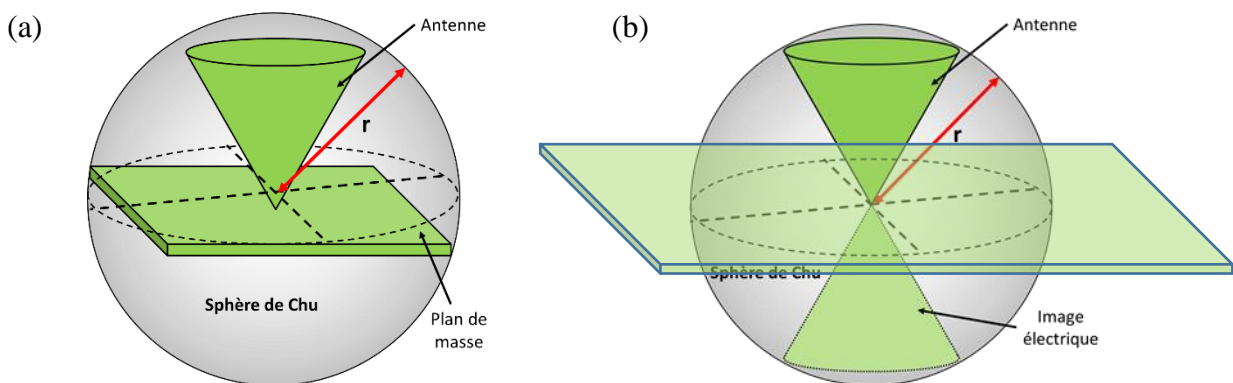 (a)
Antenne
r
Sphère de Chu
Plan de
masse
(b)
Antenne
r
Sphère de Chu
Image
électrique